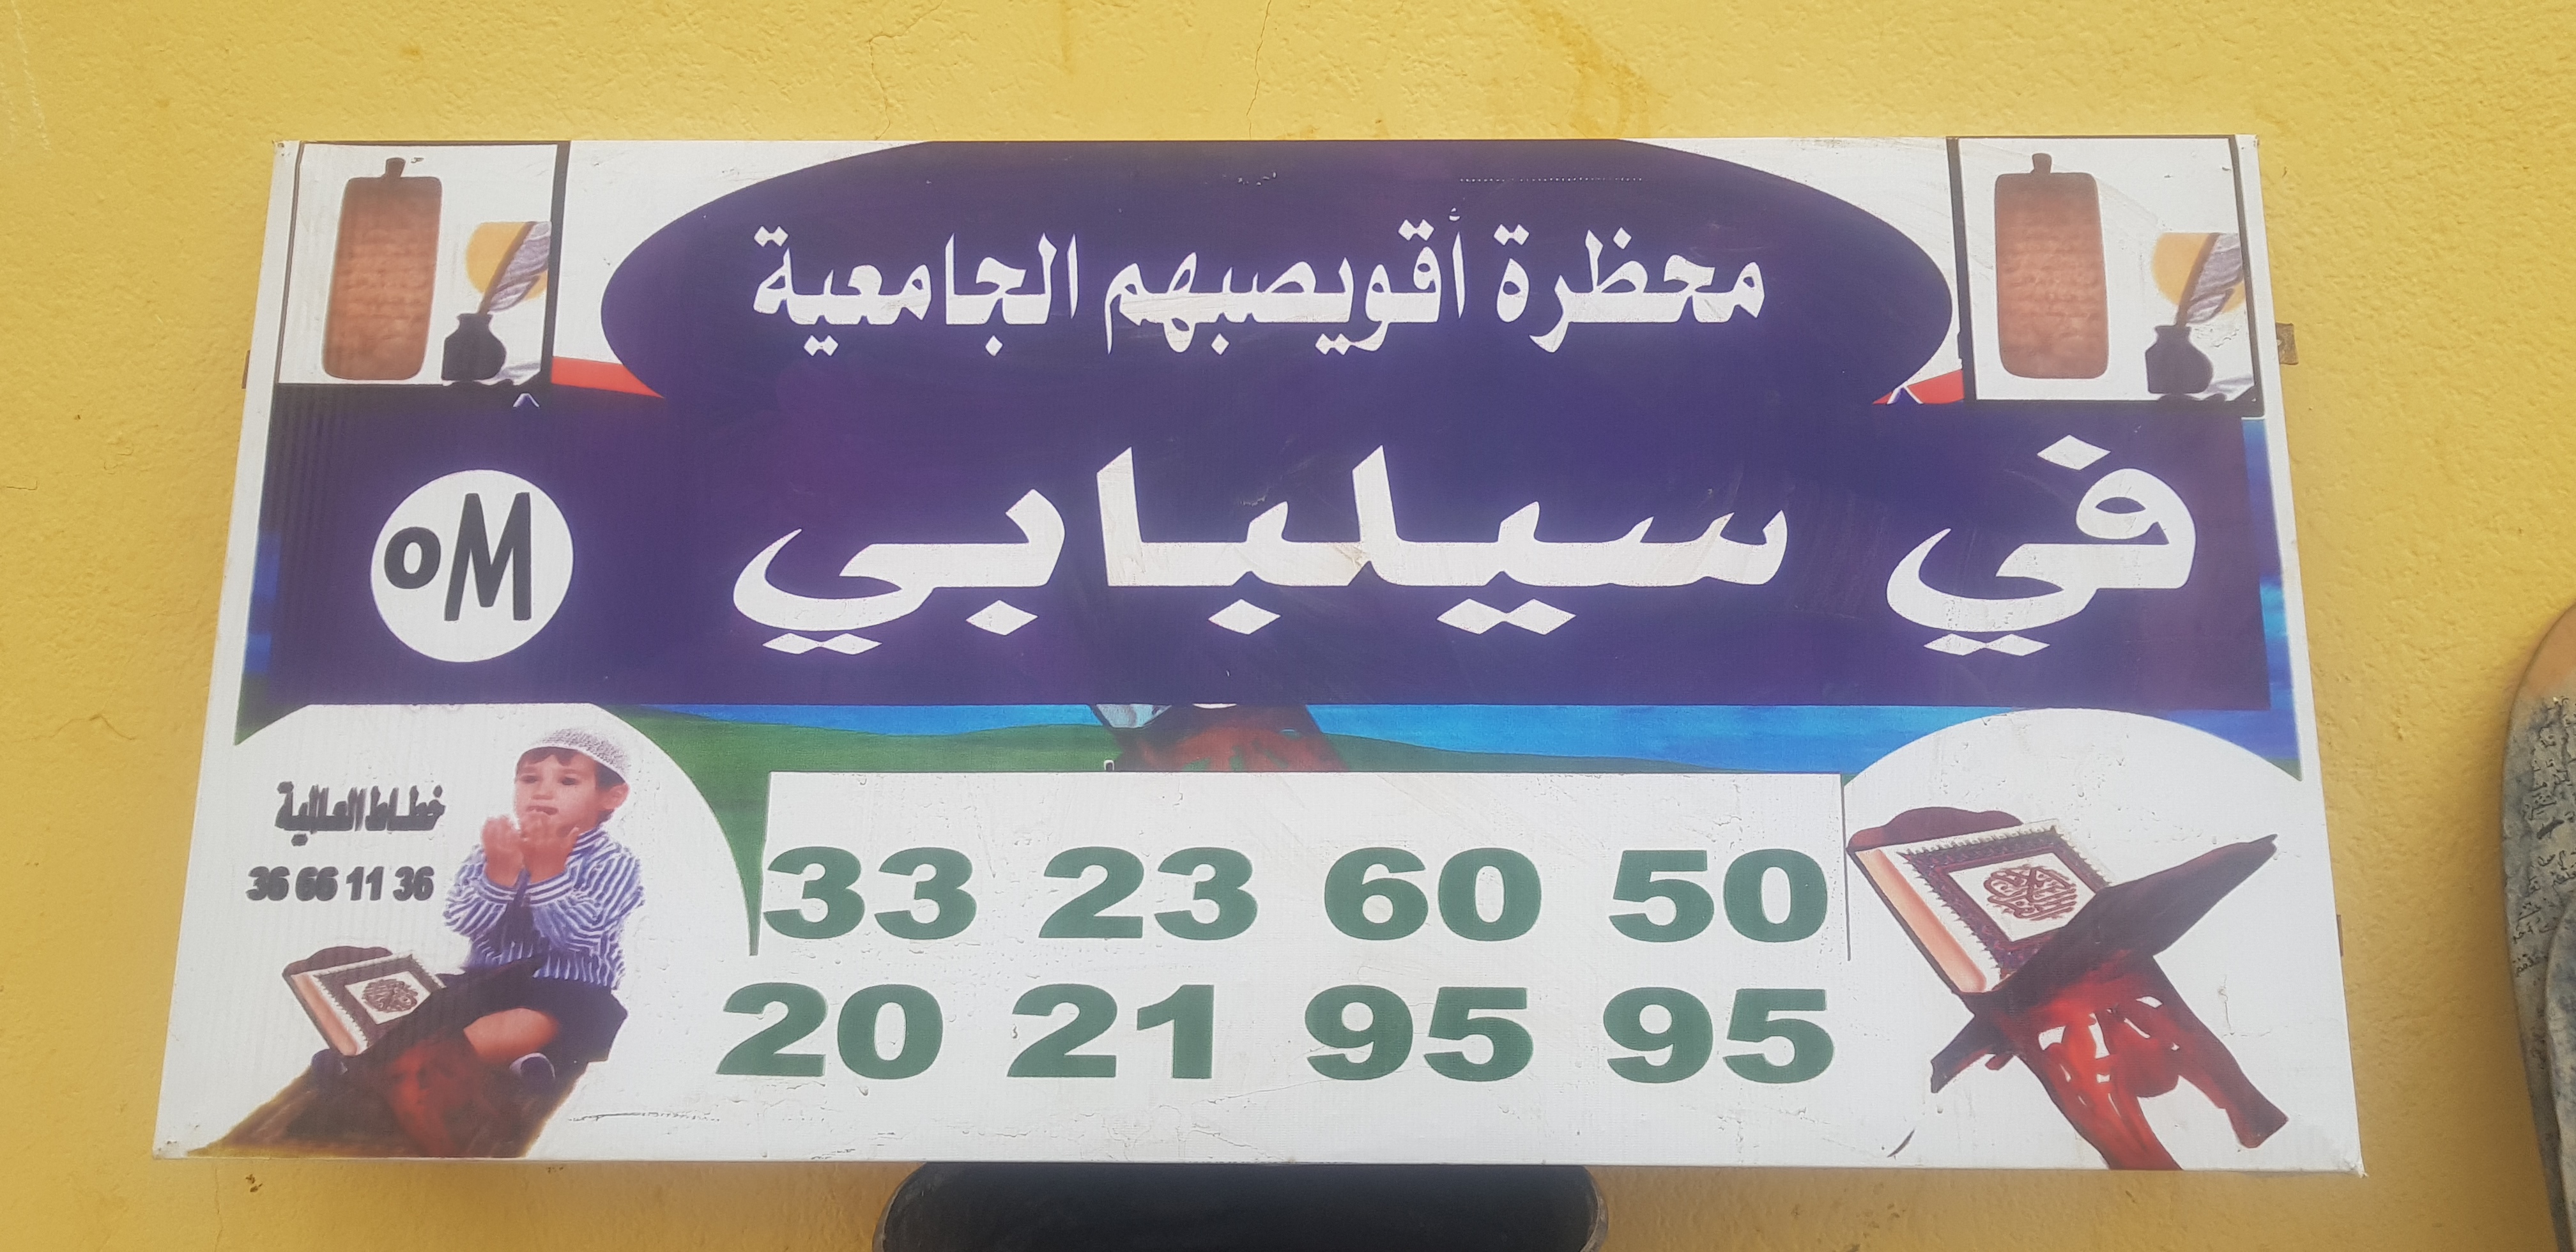 محظرة أقويصبهم الجامعية
في سيلبابي
oM
خطاط العالمية
36 66 11 36
33 23 60 50
20 21 95 95